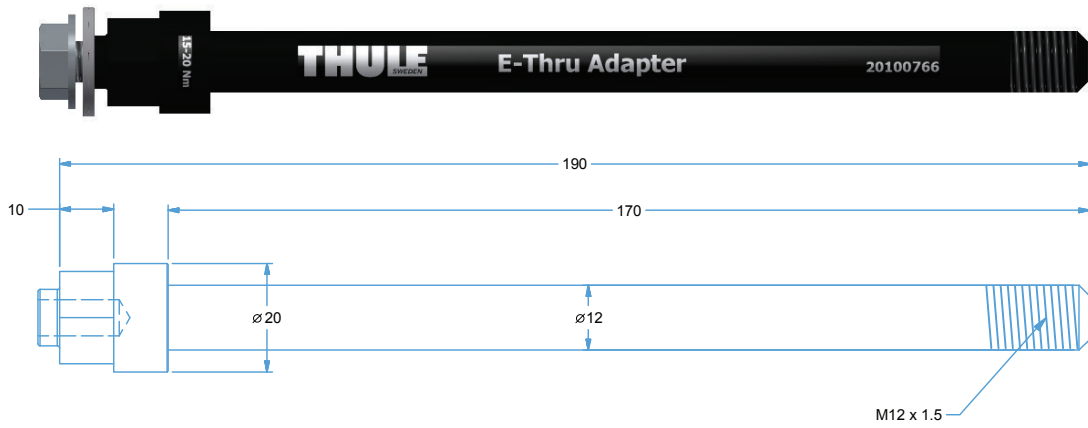 15-20 Nm
THULE
SWEDEN
E-Thru Adapter
20100766
190
10
170
⌀20
⌀12
M12 x 1.5